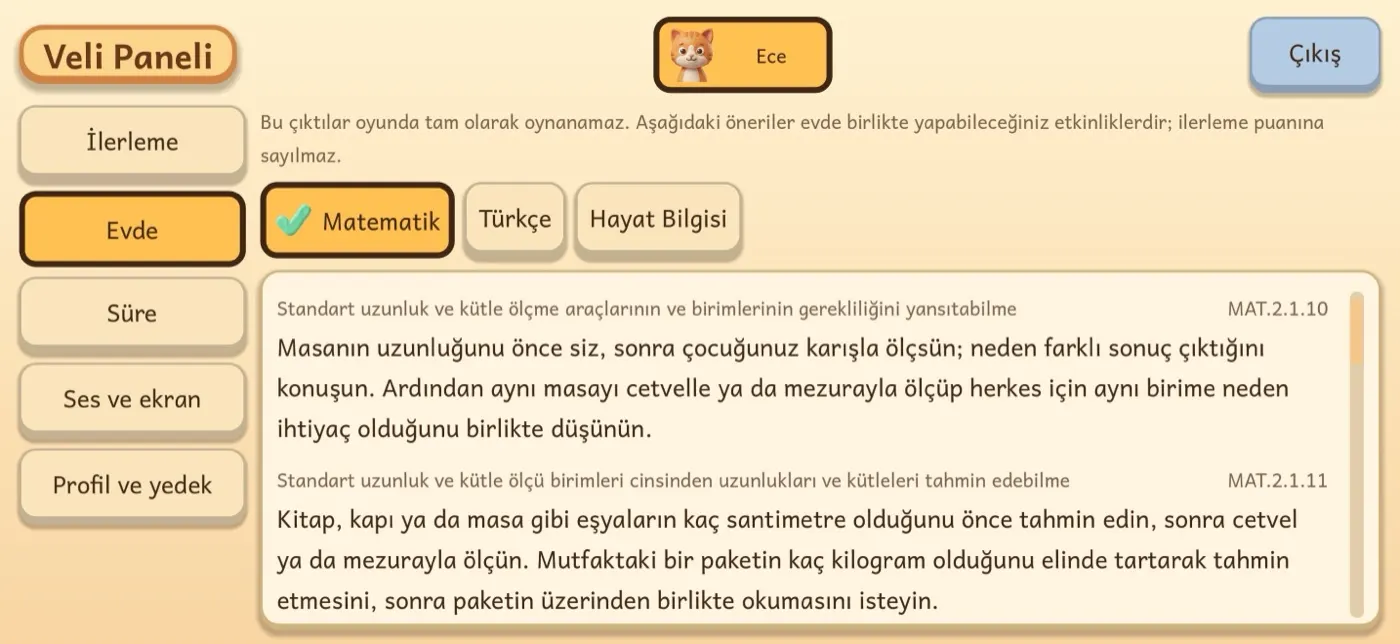 Veli Paneli
Ece
Çıkış
İlerleme
Evde
Süre
Ses ve ekran
Profil ve yedek
Bu çıktılar oyunda tam olarak oynanamaz. Aşağıdaki öneriler evde birlikte yapabileceğiniz etkinliklerdir; ilerleme puanına
sayılmaz.
Matematik
Türkçe
Hayat Bilgisi
Standart uzunluk ve kütle ölçme araçlarının ve birimlerinin gerekliliğini yansıtabilme
MAT.2.1.10
Masanın uzunluğunu önce siz, sonra çocuğunuz karışla ölçsün; neden farklı sonuç çıktığını
konuşun. Ardından aynı masayı cetvelle ya da mezurayla ölçüp herkes için aynı birime neden
ihtiyaç olduğunu birlikte düşünün.
Standart uzunluk ve kütle ölçü birimleri cinsinden uzunlukları ve kütleleri tahmin edebilme
MAT.2.1.11
Kitap, kapı ya da masa gibi eşyaların kaç santimetre olduğunu önce tahmin edin, sonra cetvel
ya da mezurayla ölçün. Mutfaktaki bir paketin kaç kilogram olduğunu elinde tartarak tahmin
etmesini, sonra paketin üzerinden birlikte okumasını isteyin.